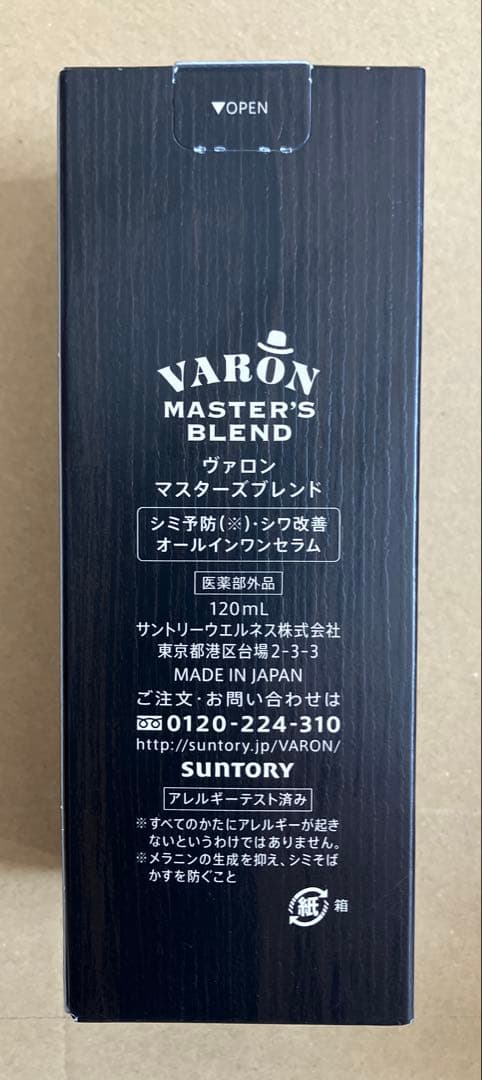 ▼OPEN
VARON
MASTER'S
BLEND
ヴァロン
マスターズブレンド
シミ予防(※)・シワ改善
オールインワンセラム
医薬部外品
120mL
サントリーウエルネス株式会社
東京都港区台場2-3-3
MADE IN JAPAN
ご注文・お問い合わせは
0120-224-310
http://suntory.jp/VARON/
SUNTORY
アレルギーテスト済み
※すべてのかたにアレルギーが起き
ないというわけではありません。
※メラニンの生成を抑え、シミそば
かすを防ぐこと
紙 箱